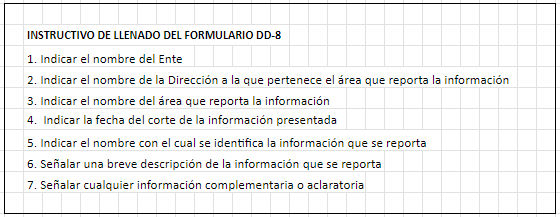 INSTRUCTIVO DE LLENADO DEL FORMULARIO DD-8
1. Indicar el nombre del Ente
2. Indicar el nombre de la Dirección a la que pertenece el área que reporta la información
3. Indicar el nombre del área que reporta la información
4. Indicar la fecha del corte de la información presentada
5. Indicar el nombre con el cual se identifica la información que se reporta
6. Señalar una breve descripción de la información que se reporta
7. Señalar cualquier información complementaria o aclaratoria